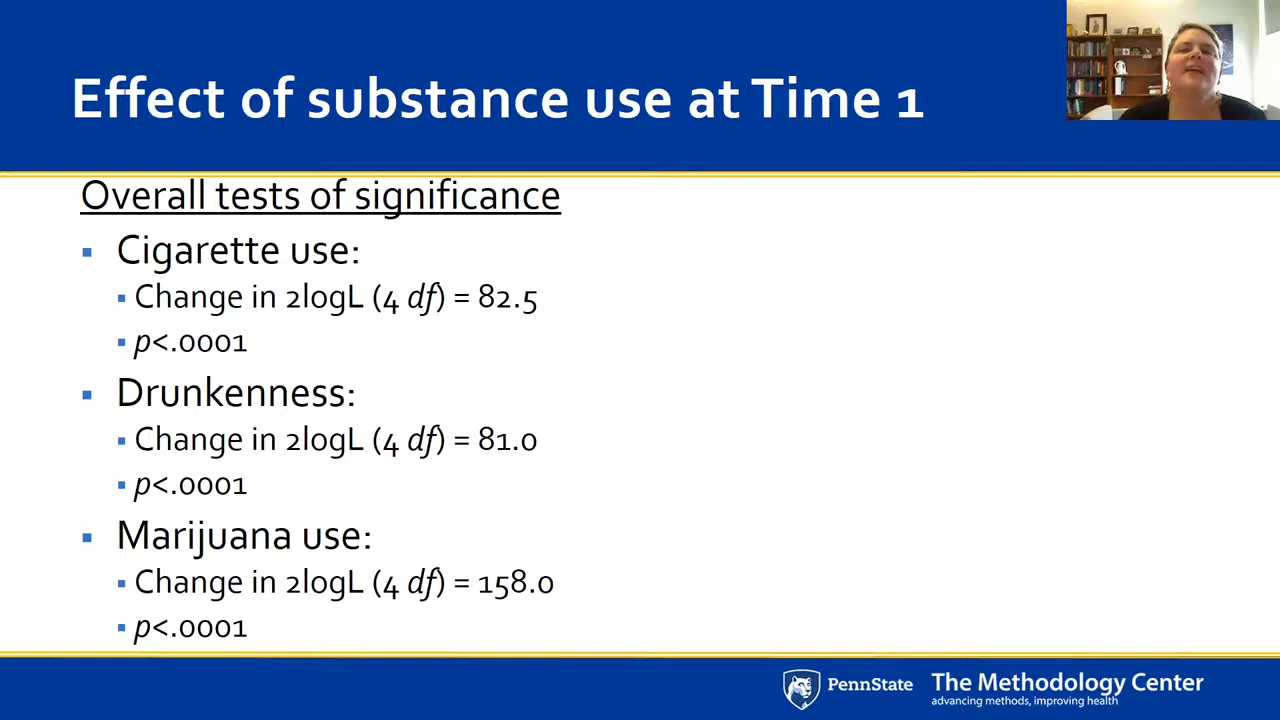 Effect of substance use at Time 1
Overall tests of significance
Cigarette use:
Change in 2logL (4 df) = 82.5
p<.0001
Drunkenness:
Change in 2logL (4 df) = 81.0
p<.0001
Marijuana use:
Change in 2logL (4 df) = 158.0
p<.0001
PennState
The Methodology Center
advancing methods, improving health